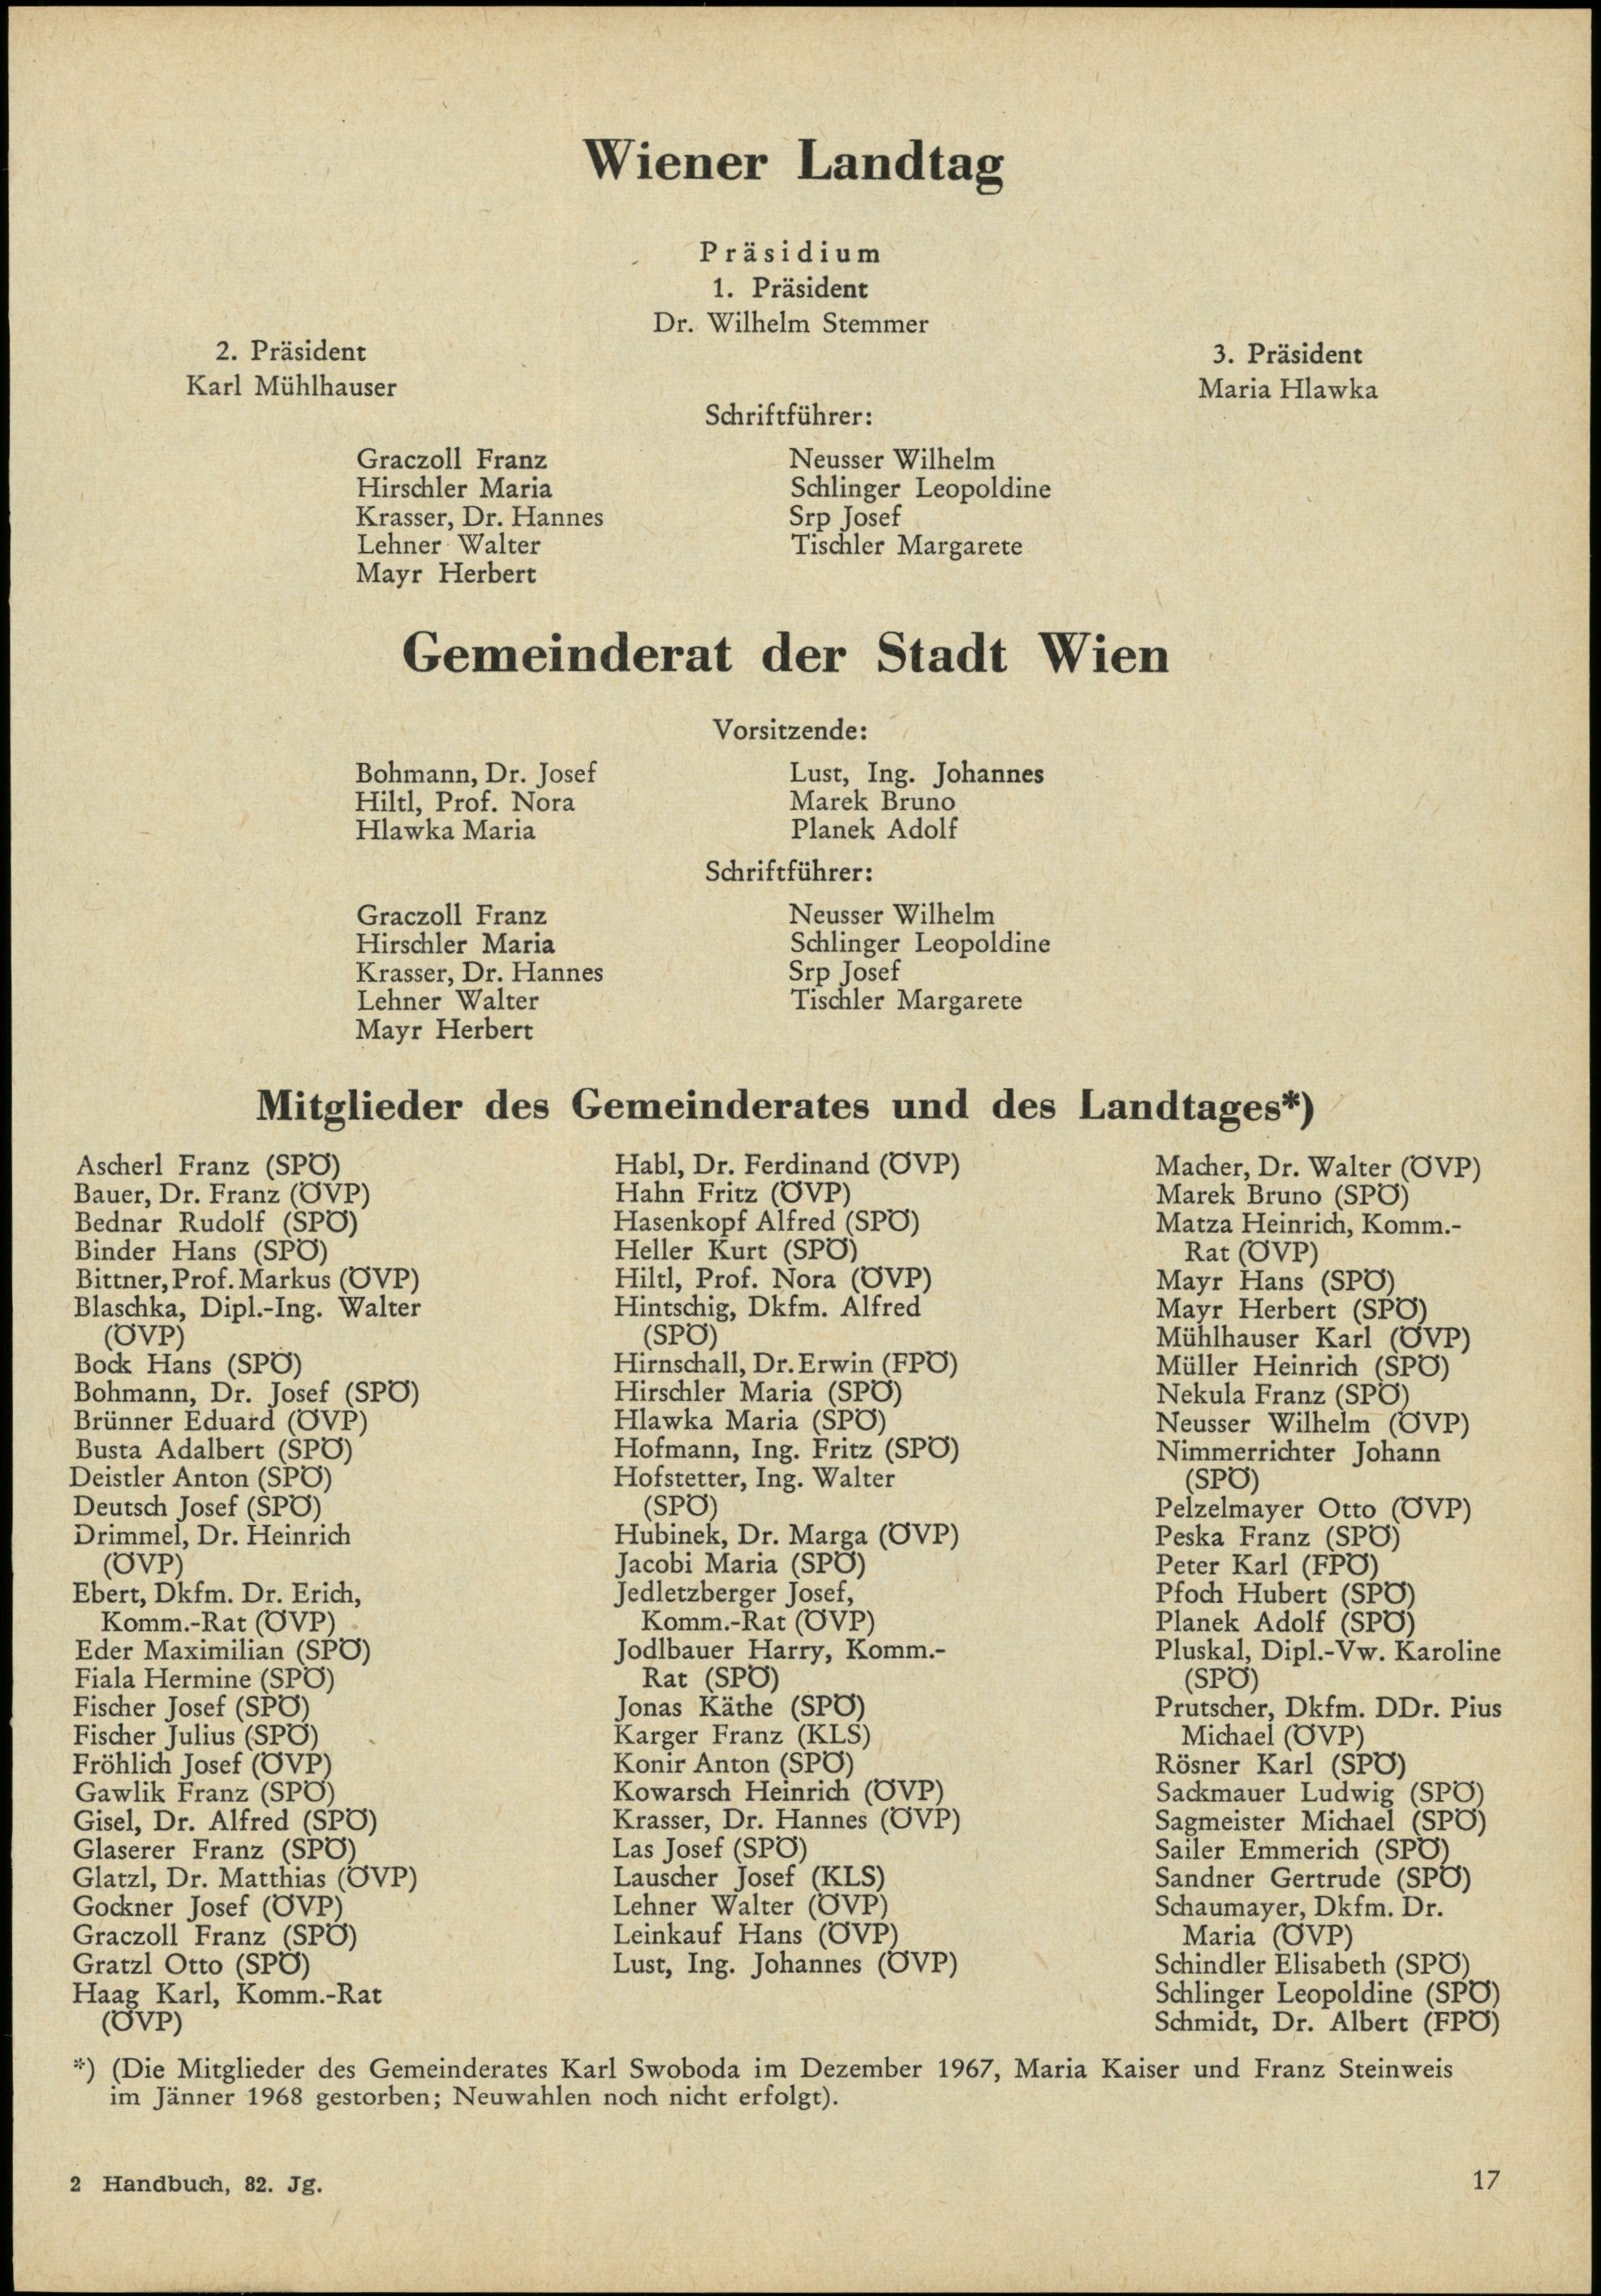 Wiener Landtag
Präsidium
1. Präsident
Dr. Wilhelm Stemmer
2. Präsident
Karl Mühlhauser
3. Präsident
Maria Hlawka
Schriftführer:
Graczoll Franz
Hirschler Maria
Krasser, Dr. Hannes
Lehner Walter
Mayr Herbert
Neusser Wilhelm
Schlinger Leopoldine
Srp Josef
Tischler Margarete
Gemeinderat der Stadt Wien
Vorsitzende:
Bohmann, Dr. Josef
Hiltl, Prof. Nora
Hlawka Maria
Lust, Ing. Johannes
Marek Bruno
Planek Adolf
Schriftführer:
Graczoll Franz
Hirschler Maria
Krasser, Dr. Hannes
Lehner Walter
Mayr Herbert
Neusser Wilhelm
Schlinger Leopoldine
Srp Josef
Tischler Margarete
Mitglieder des Gemeinderates und des Landtages*)
Ascherl Franz (SPÖ)
Bauer, Dr. Franz (ÖVP)
Bednar Rudolf (SPÖ)
Binder Hans (SPÖ)
Bittner, Prof. Markus (ÖVP)
Blaschka, Dipl.-Ing. Walter
(ÖVP)
Bock Hans (SPÖ)
Bohmann, Dr. Josef (SPÖ)
Brünner Eduard (ÖVP)
Busta Adalbert (SPÖ)
Deistler Anton (SPÖ)
Deutsch Josef (SPÖ)
Drimmel, Dr. Heinrich
(ÖVP)
Ebert, Dkfm. Dr. Erich,
Komm.-Rat (ÖVP)
Eder Maximilian (SPÖ)
Fiala Hermine (SPÖ)
Fischer Josef (SPÖ)
Fischer Julius (SPÖ)
Fröhlich Josef (ÖVP)
Gawlik Franz (SPÖ)
Gisel, Dr. Alfred (SPÖ)
Glaserer Franz (SPÖ)
Glatzl, Dr. Matthias (ÖVP)
Gockner Josef (ÖVP)
Graczoll Franz (SPÖ)
Gratzl Otto (SPÖ)
Haag Karl, Komm.-Rat
(ÖVP)
Habl, Dr. Ferdinand (ÖVP)
Hahn Fritz (ÖVP)
Hasenkopf Alfred (SPÖ)
Heller Kurt (SPÖ)
Hiltl, Prof. Nora (ÖVP)
Hintschig, Dkfm. Alfred
(SPÖ)
Hirnschall, Dr. Erwin (FPÖ)
Hirschler Maria (SPÖ)
Hlawka Maria (SPÖ)
Hofmann, Ing. Fritz (SPÖ)
Hofstetter, Ing. Walter
(SPÖ)
Hubinek, Dr. Marga (ÖVP)
Jacobi Maria (SPÖ)
Jedletzberger Josef,
Komm.-Rat (ÖVP)
Jodlbauer Harry, Komm.-
Rat (SPÖ)
Jonas Käthe (SPÖ)
Karger Franz (KLS)
Konir Anton (SPÖ)
Kowarsch Heinrich (ÖVP)
Krasser, Dr. Hannes (ÖVP)
Las Josef (SPÖ)
Lauscher Josef (KLS)
Lehner Walter (ÖVP)
Leinkauf Hans (ÖVP)
Lust, Ing. Johannes (ÖVP)
Macher, Dr. Walter (ÖVP)
Marek Bruno (SPÖ)
Matza Heinrich, Komm.-
Rat (ÖVP)
Mayr Hans (SPÖ)
Mayr Herbert (SPÖ)
Mühlhauser Karl (ÖVP)
Müller Heinrich (SPÖ)
Nekula Franz (SPÖ)
Neusser Wilhelm (ÖVP)
Nimmerrichter Johann
(SPÖ)
Pelzelmayer Otto (ÖVP)
Peska Franz (SPÖ)
Peter Karl (FPÖ)
Pfoch Hubert (SPÖ)
Planek Adolf (SPÖ)
Pluskal, Dipl.-Vw. Karoline
(SPÖ)
Prutscher, Dkfm. DDr. Pius
Michael (ÖVP)
Rösner Karl (SPÖ)
Sackmauer Ludwig (SPÖ)
Sagmeister Michael (SPÖ)
Sailer Emmerich (SPÖ)
Sandner Gertrude (SPÖ)
Schaumayer, Dkfm. Dr.
Maria (ÖVP)
Schindler Elisabeth (SPÖ)
Schlinger Leopoldine (SPÖ)
Schmidt, Dr. Albert (FPÖ)
*) (Die Mitglieder des Gemeinderates Karl Swoboda im Dezember 1967, Maria Kaiser und Franz Steinweis
im Jänner 1968 gestorben; Neuwahlen noch nicht erfolgt).
2 Handbuch, 82. Jg.
17